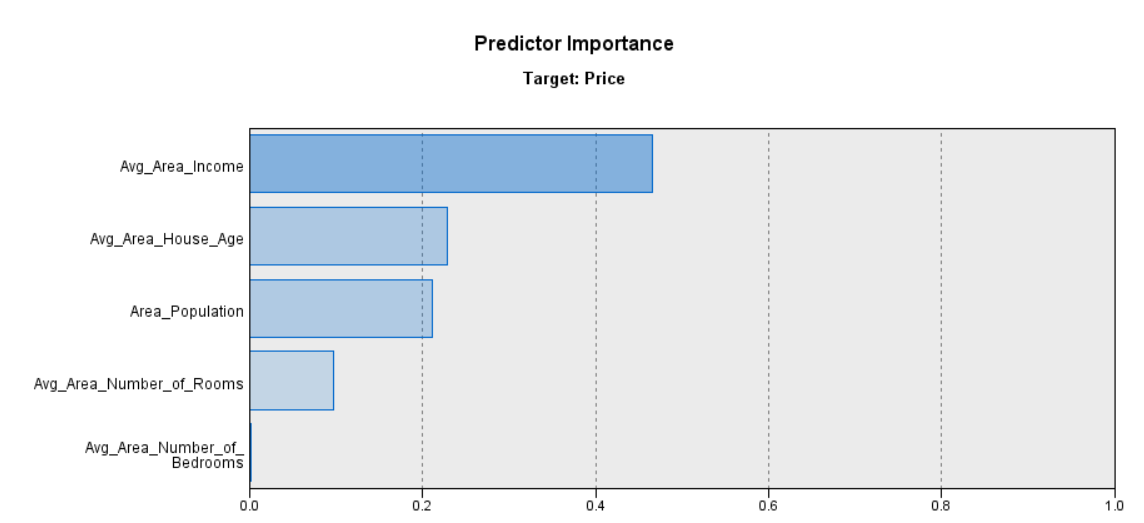 Predictor Importance
Target: Price
Avg_Area_Income
Avg_Area_House_Age
Area_Population
Avg_Area_Number_of_Rooms
Avg_Area_Number_of_
Bedrooms
0.0 0.2 0.4 0.6 0.8 1.0